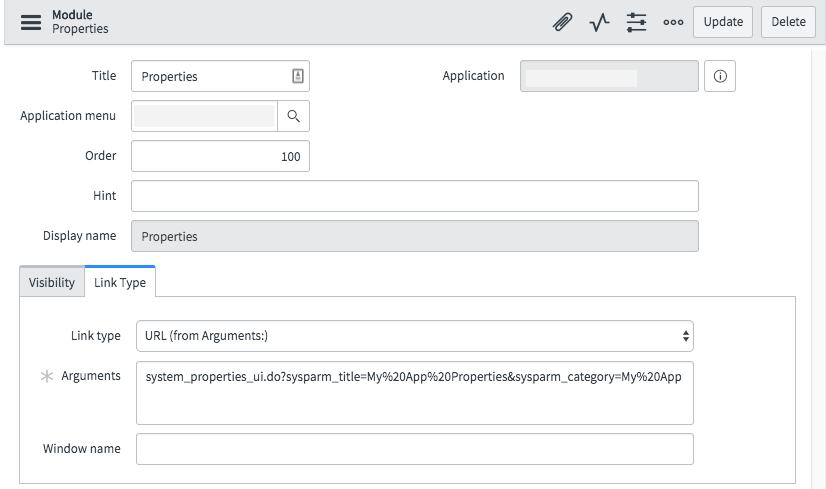 Module
Properties
Update
Delete
Title
Properties
Application
Application menu
Order
100
Hint
Display name
Properties
Visibility
Link Type
Link type
URL (from Arguments:)
Arguments
system_properties_ui.do?sysparm_title=My%20App%20Properties&sysparm_category=My%20App
Window name